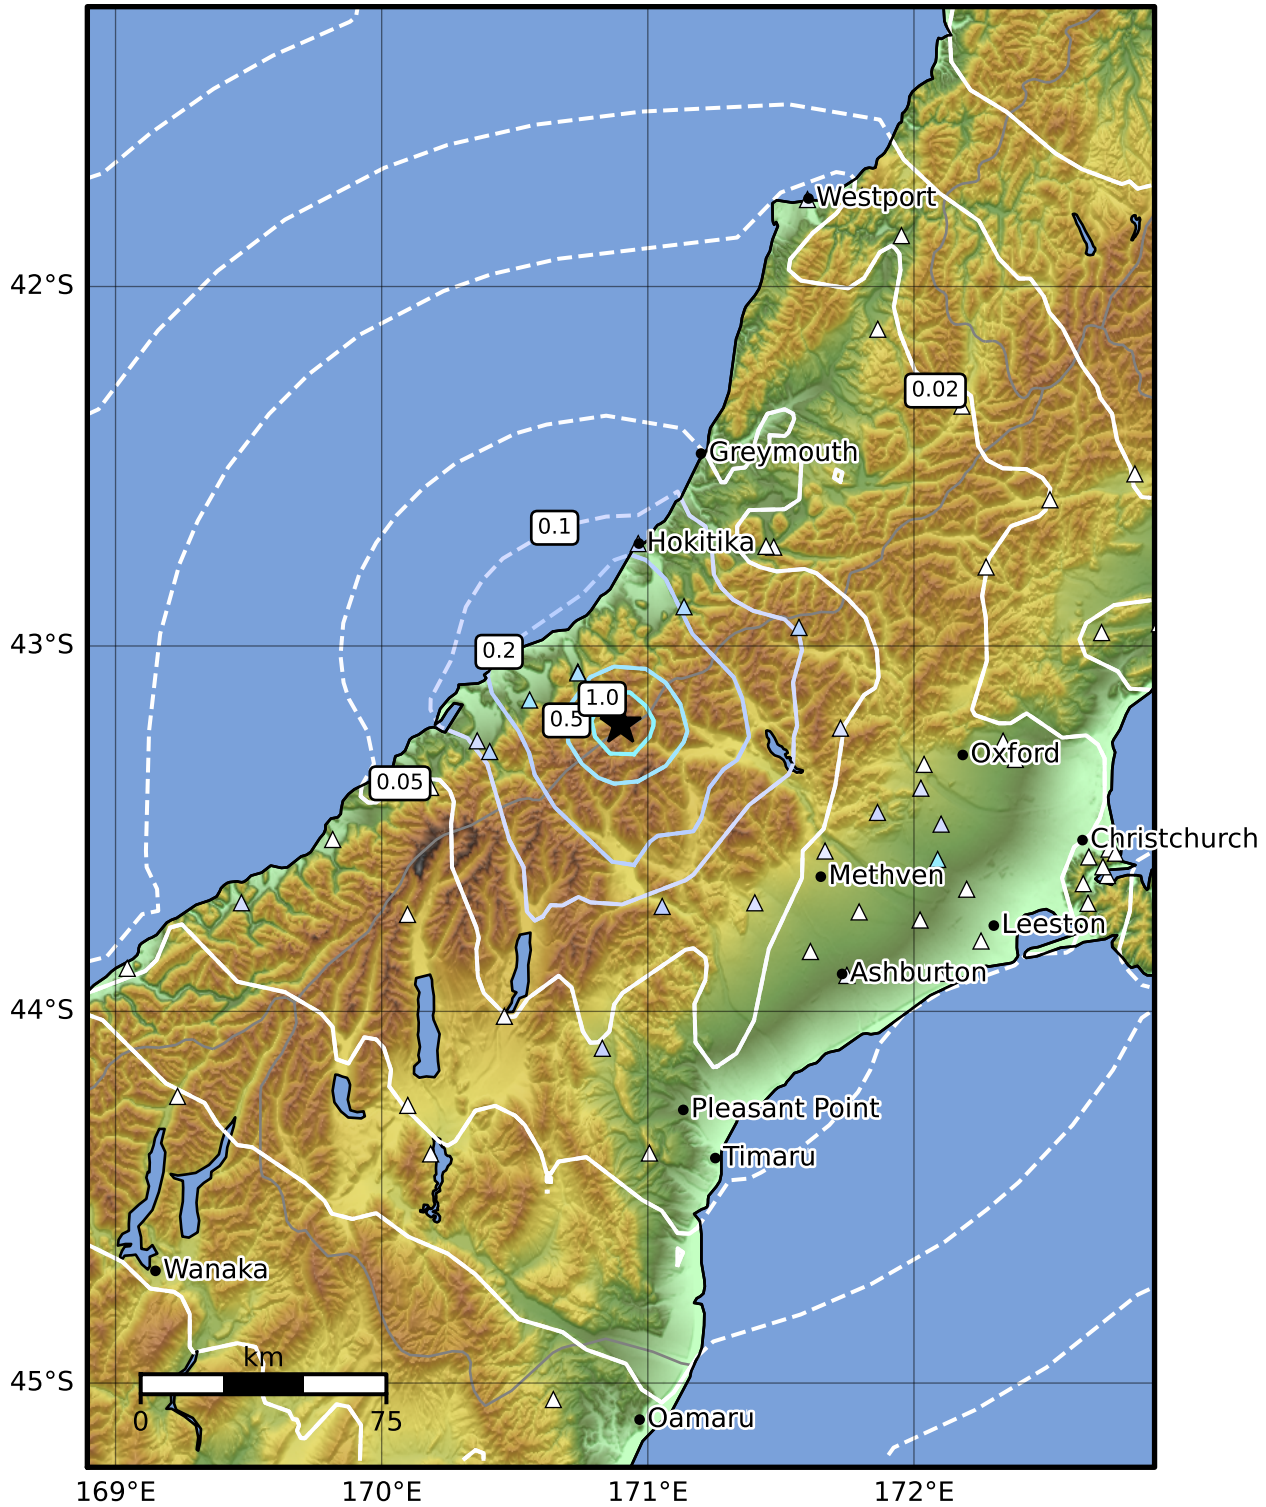 Westport
42°S
0.02
Greymouth
0.1
Hokitika
43°S
0.2
1.0
0.5
Oxford
0.05
Christchurch
Methven
Leeston
Ashburton
44°S
Pleasant Point
Timaru
Wanaka
km
45°S
0
75
Oamaru
169°E
170°E
171°E
172°E